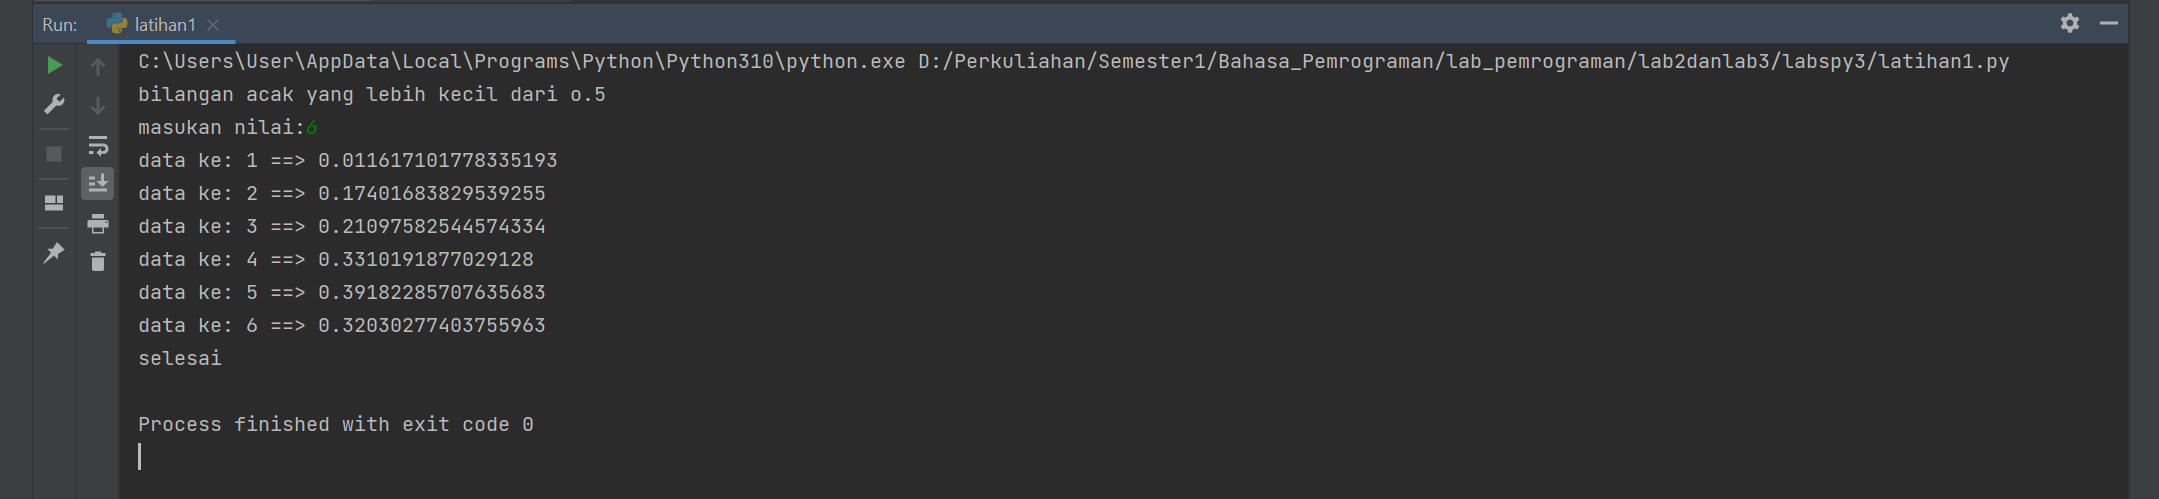 Run: latihan1
C:\Users\User\AppData\Local\Programs\Python\Python310\python.exe D:/Perkuliahan/Semester1/Bahasa_Pemrograman/lab_pemrograman/lab2danlab3/labspy3/latihan1.py
bilangan acak yang lebih kecil dari o.5
masukan nilai:6
data ke: 1 ==> 0.011617101778335193
data ke: 2 ==> 0.17401683829539255
data ke: 3 ==> 0.21097582544574334
data ke: 4 ==> 0.3310191877029128
data ke: 5 ==> 0.39182285707635683
data ke: 6 ==> 0.32030277403755963
selesai
Process finished with exit code 0